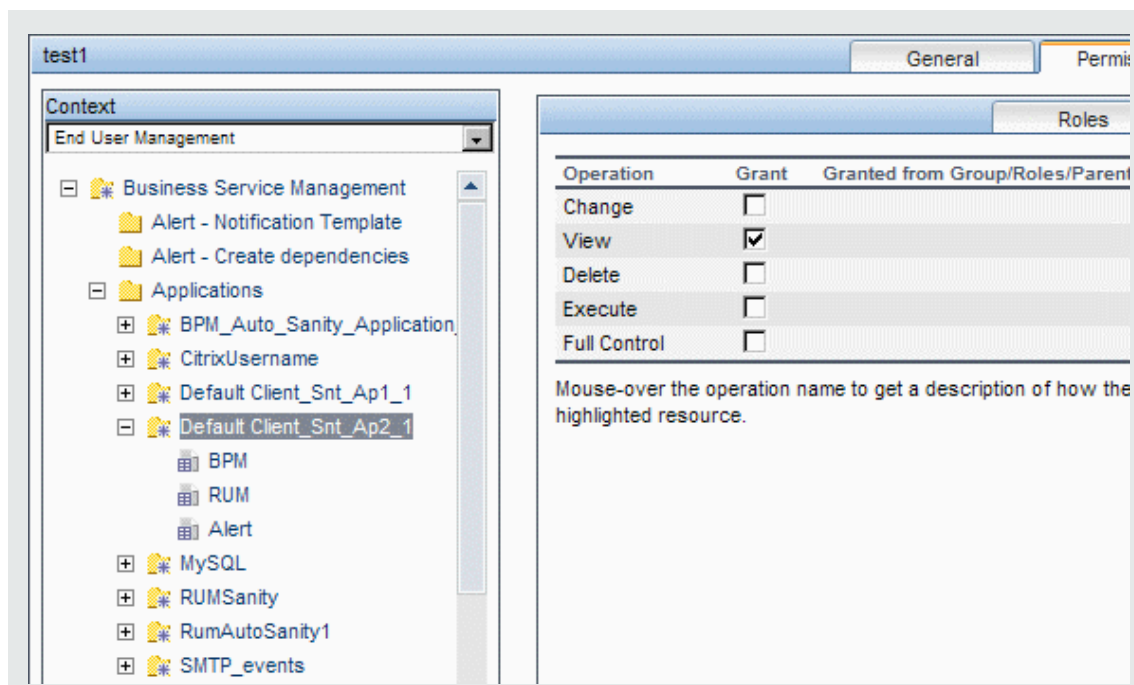 test1
General
Permis
Context
End User Management
Business Service Management
Alert - Notification Template
Alert - Create dependencies
Applications
BPM_Auto_Sanity_Application_
CitrixUsername
Default Client_Snt_Ap1_1
Default Client_Snt_Ap2_1
BPM
RUM
Alert
MySQL
RUMSanity
RumAutoSanity1
SMTP_events
Roles
Operation Grant Granted from Group/Roles/Parent
Change
View
Delete
Execute
Full Control
Mouse-over the operation name to get a description of how the
highlighted resource.